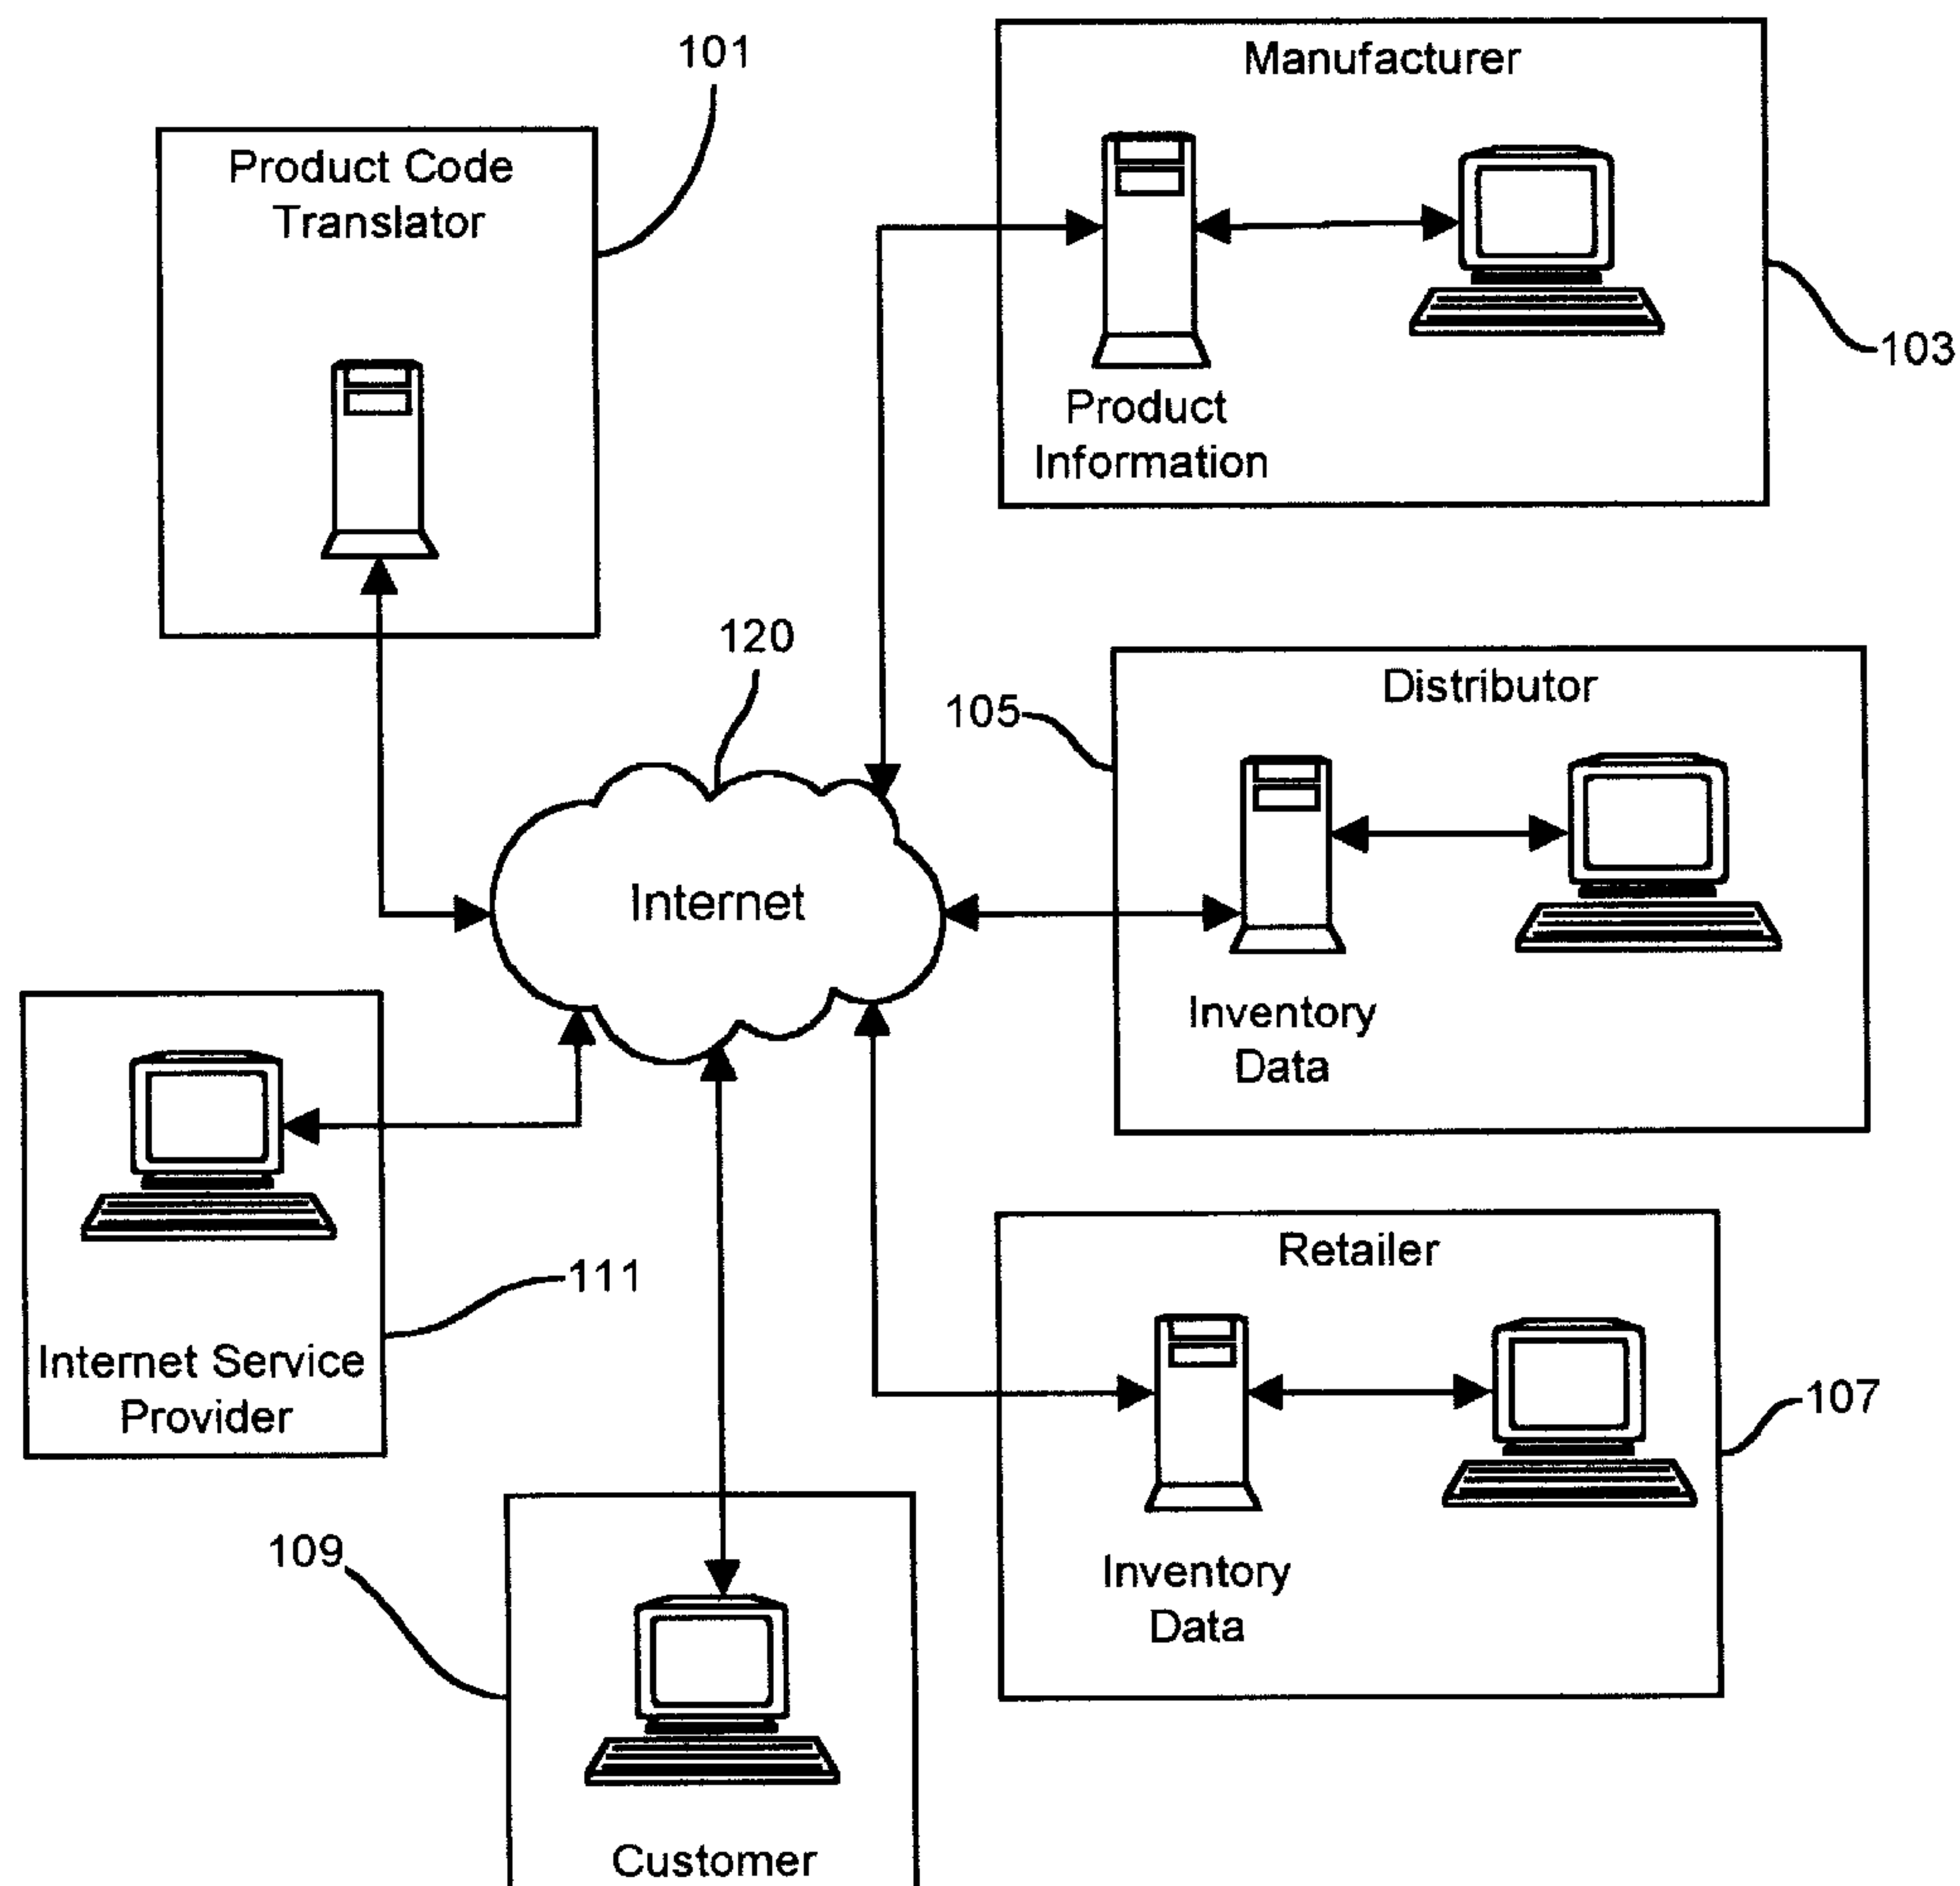 101
Manufacturer
Product Code
Translator
103
Product
Information
120
Distributor
105
Internet
Inventory
Data
Retailer
111
Internet Service
Provider
107
109
Inventory
Data
Customer